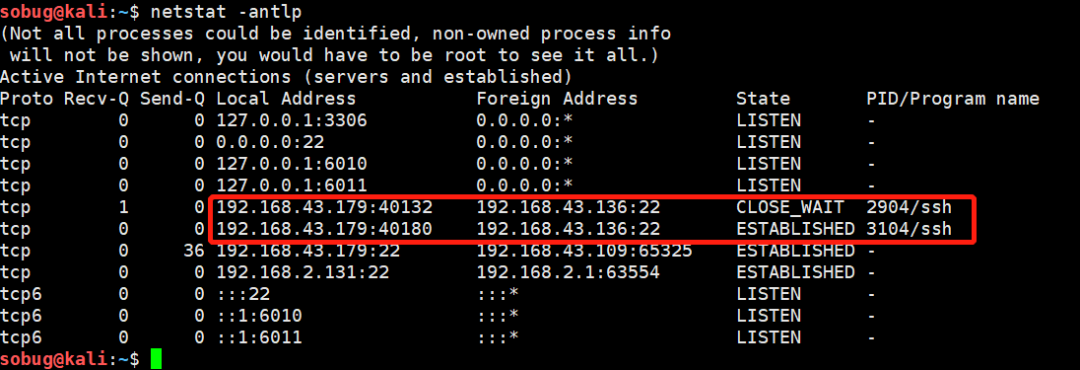 sobug@kali:~$ netstat -antlp
(Not all processes could be identified, non-owned process info
 will not be shown, you would have to be root to see it all.)
Active Internet connections (servers and established)
Proto Recv-Q Send-Q Local Address           Foreign Address         State       PID/Program name
tcp        0      0 127.0.0.1:3306          0.0.0.0:*               LISTEN      -
tcp        0      0 0.0.0.0:22              0.0.0.0:*               LISTEN      -
tcp        0      0 127.0.0.1:6010          0.0.0.0:*               LISTEN      -
tcp        0      0 127.0.0.1:6011          0.0.0.0:*               LISTEN      -
tcp        1      0 192.168.43.179:40132    192.168.43.136:22       CLOSE_WAIT  2904/ssh
tcp        0      0 192.168.43.179:40180    192.168.43.136:22       ESTABLISHED 3104/ssh
tcp        0     36 192.168.43.179:22       192.168.43.109:65325    ESTABLISHED -
tcp        0      0 192.168.2.131:22        192.168.2.1:63554       ESTABLISHED -
tcp6       0      0 :::22                   :::*                    LISTEN      -
tcp6       0      0 ::1:6010                :::*                    LISTEN      -
tcp6       0      0 ::1:6011                :::*                    LISTEN      -
sobug@kali:~$